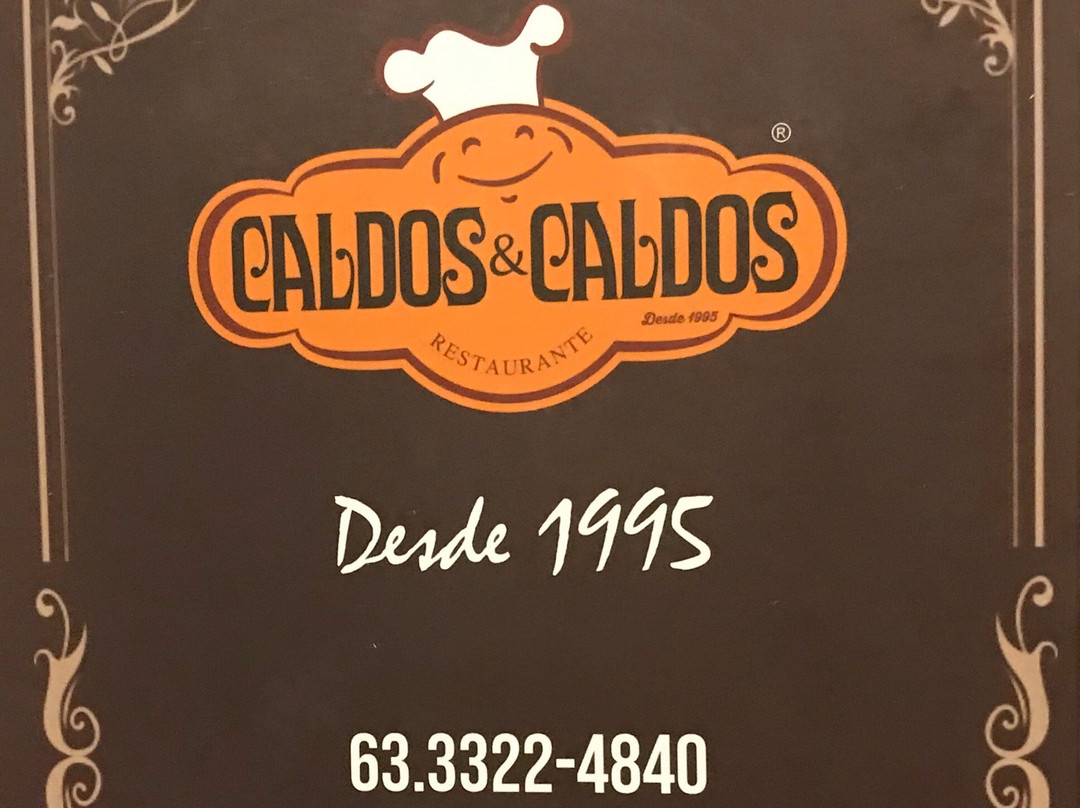 ®
CALDOS & CALDOS
Desde 1995
RESTAURANTE
Desde 1995
63.3322-4840